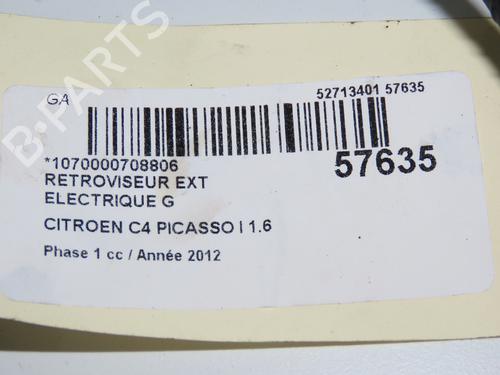 GA
52713401 57635
*1070000708806
57635
RETROVISEUR EXT
ELECTRIQUE G
CITROEN C4 PICASSO I 1.6
Phase 1 cc / Année 2012
B-PARTS